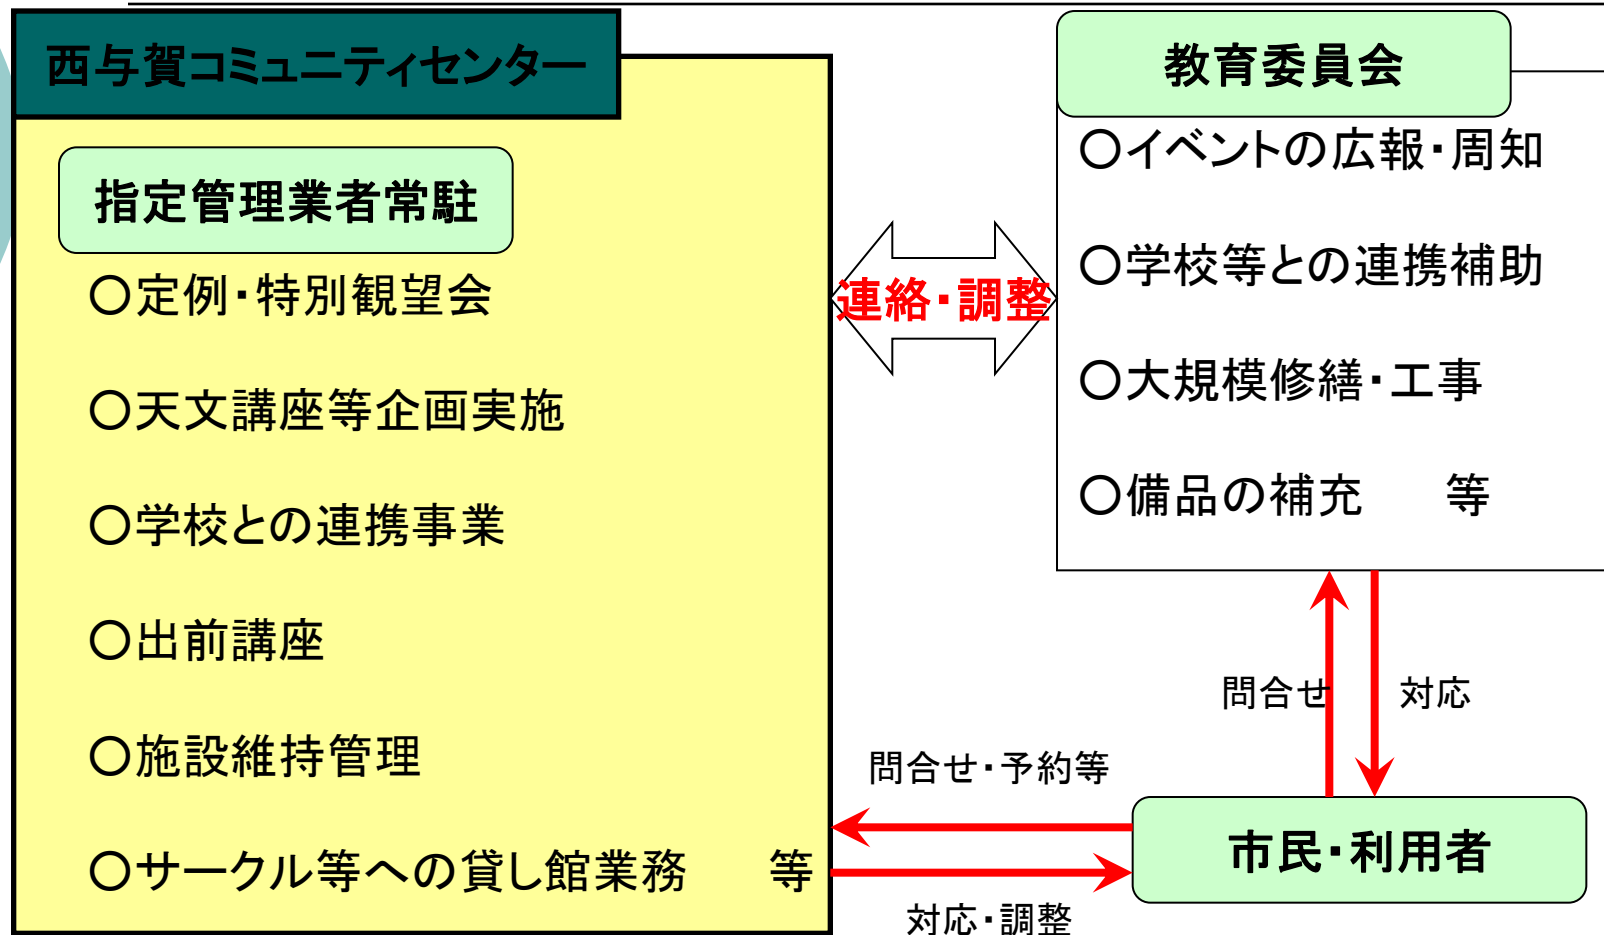 西与賀コミュニティセンター
指定管理業者常駐
〇定例・特別観望会
〇天文講座等企画実施
〇学校との連携事業
〇出前講座
〇施設維持管理
〇サークル等への貸し館業務　等
連絡・調整
教育委員会
〇イベントの広報・周知
〇学校等との連携補助
〇大規模修繕・工事
〇備品の補充　等
問合せ
対応
問合せ・予約等
市民・利用者
対応・調整